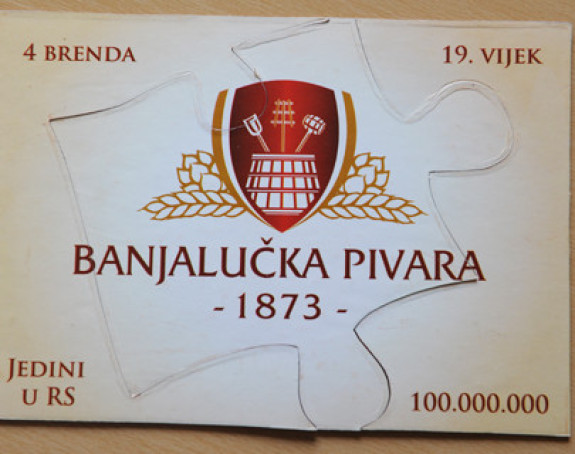 4 BRENDA
19. VIJEK
BANJALUČKA PIVARA
- 1873 -
JEDINI
U RS
100.000.000